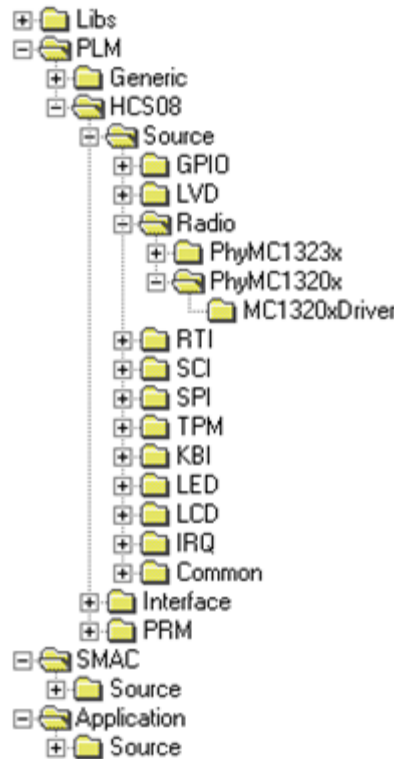 Libs
PLM
Generic
HCS08
Source
GPIO
LVD
Radio
PhyMC1323x
PhyMC1320x
MC1320xDriver
RTI
SCI
SPI
TPM
KBI
LED
LCD
IRQ
Common
Interface
PRM
SMAC
Source
Application
Source